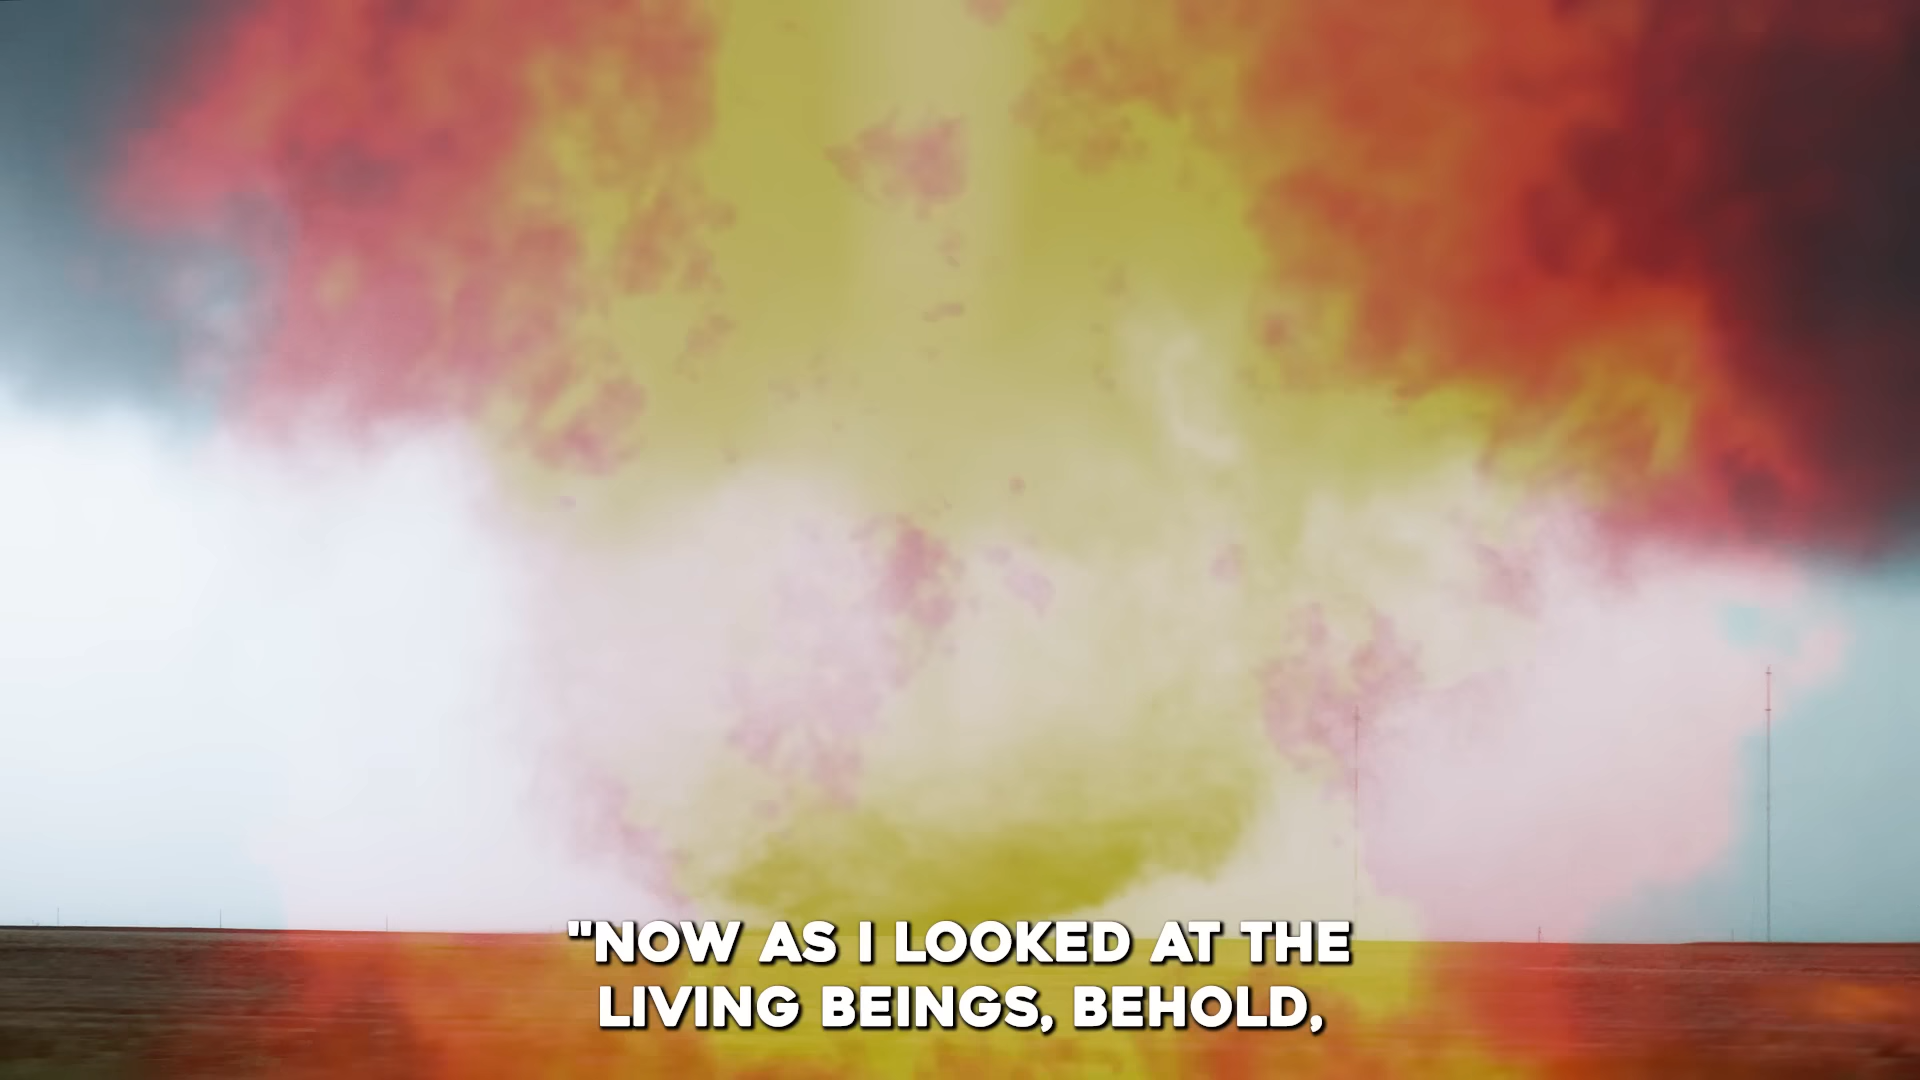 "NOW AS I LOOKED AT THE
LIVING BEINGS, BEHOLD,